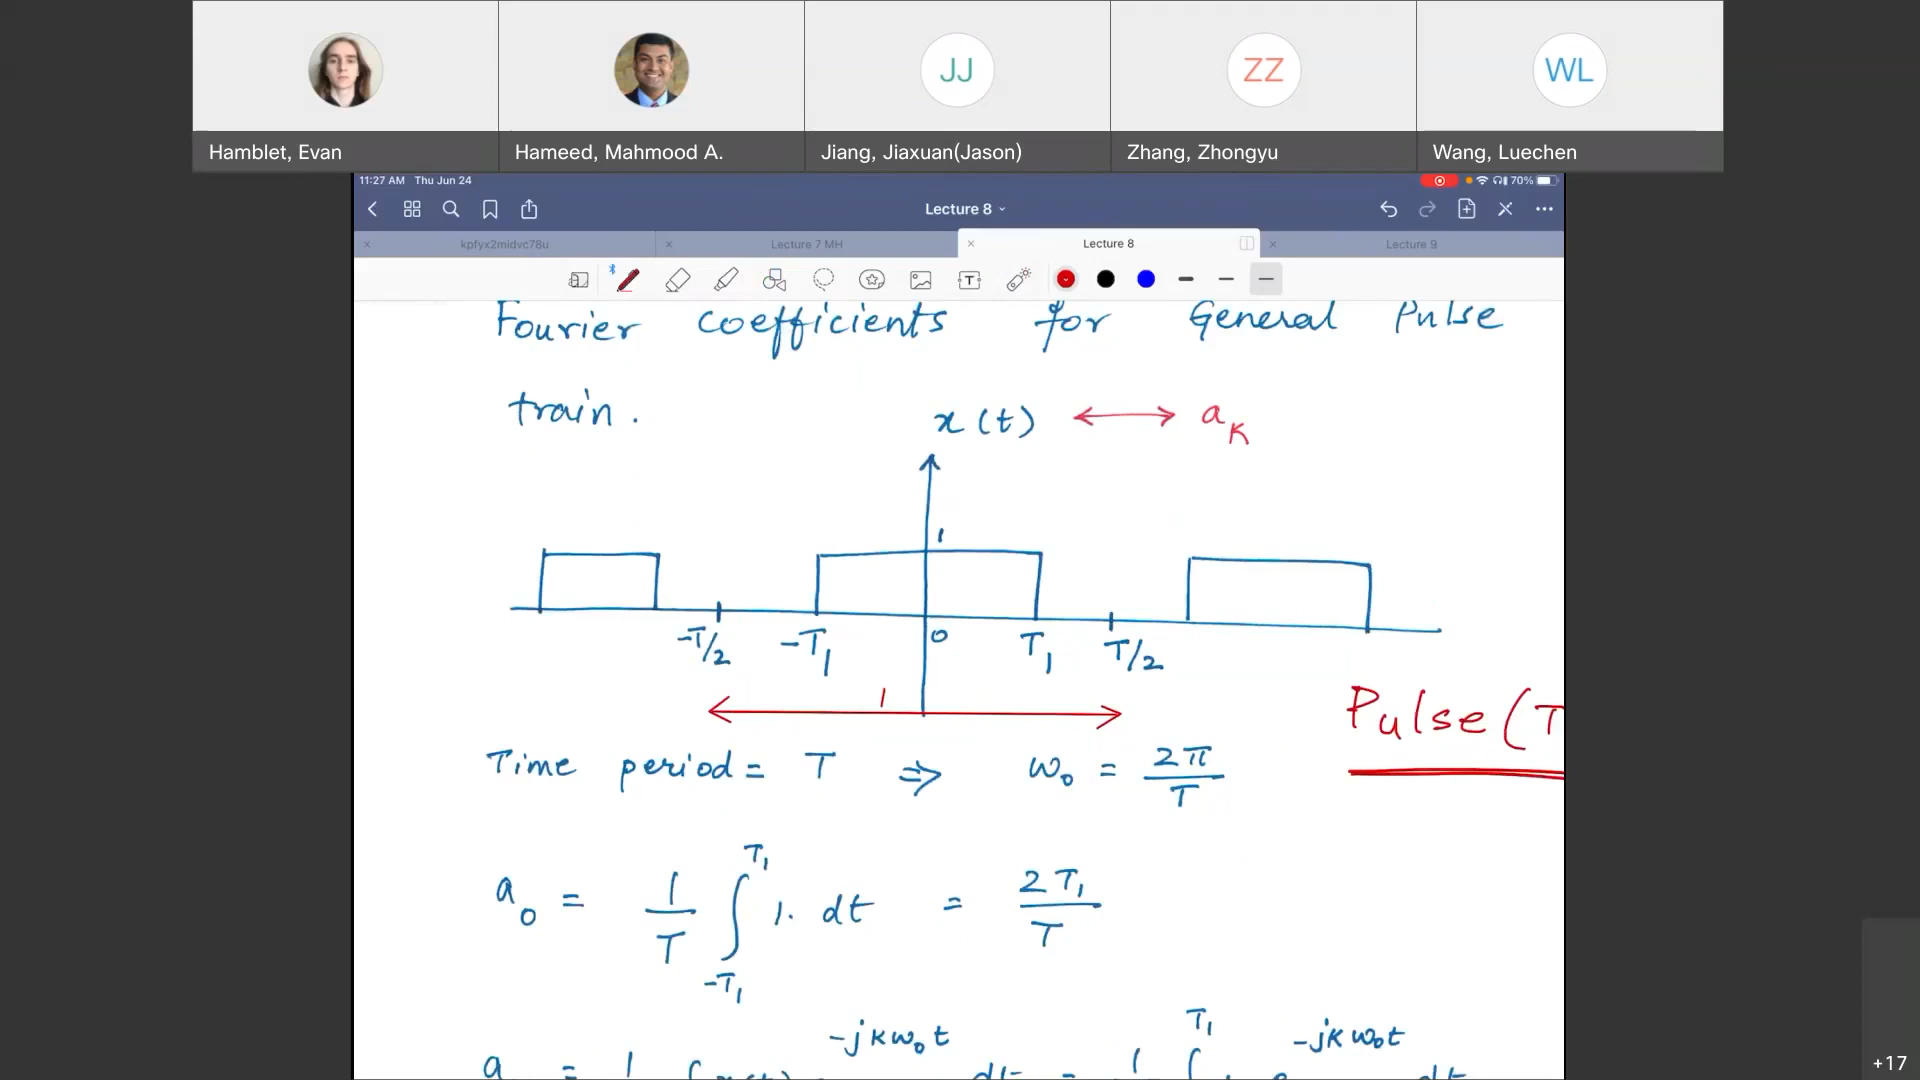 JJ
ZZ
WL
Hamblet, Evan
Hameed, Mahmood A.
Jiang, Jiaxuan(Jason)
Zhang, Zhongyu
Wang, Luechen
11:27 AM Thu Jun 24
70%
Lecture 8
kpfyx2midvc78u
Lecture 7 MH
Lecture 8
Lecture 9
Fourier coefficients for General Pulse
train.
x(t) ⟷ a_k
1
-T/2 -T₁ 0 T₁ T/2
1
Pulse(T
Time period = T ⇒ ω₀ = 2π/T
a₀ = 1/T ∫_{-T₁}^{T₁} 1. dt = 2T₁/T
-jkω₀t T₁ -jkω₀t
+17